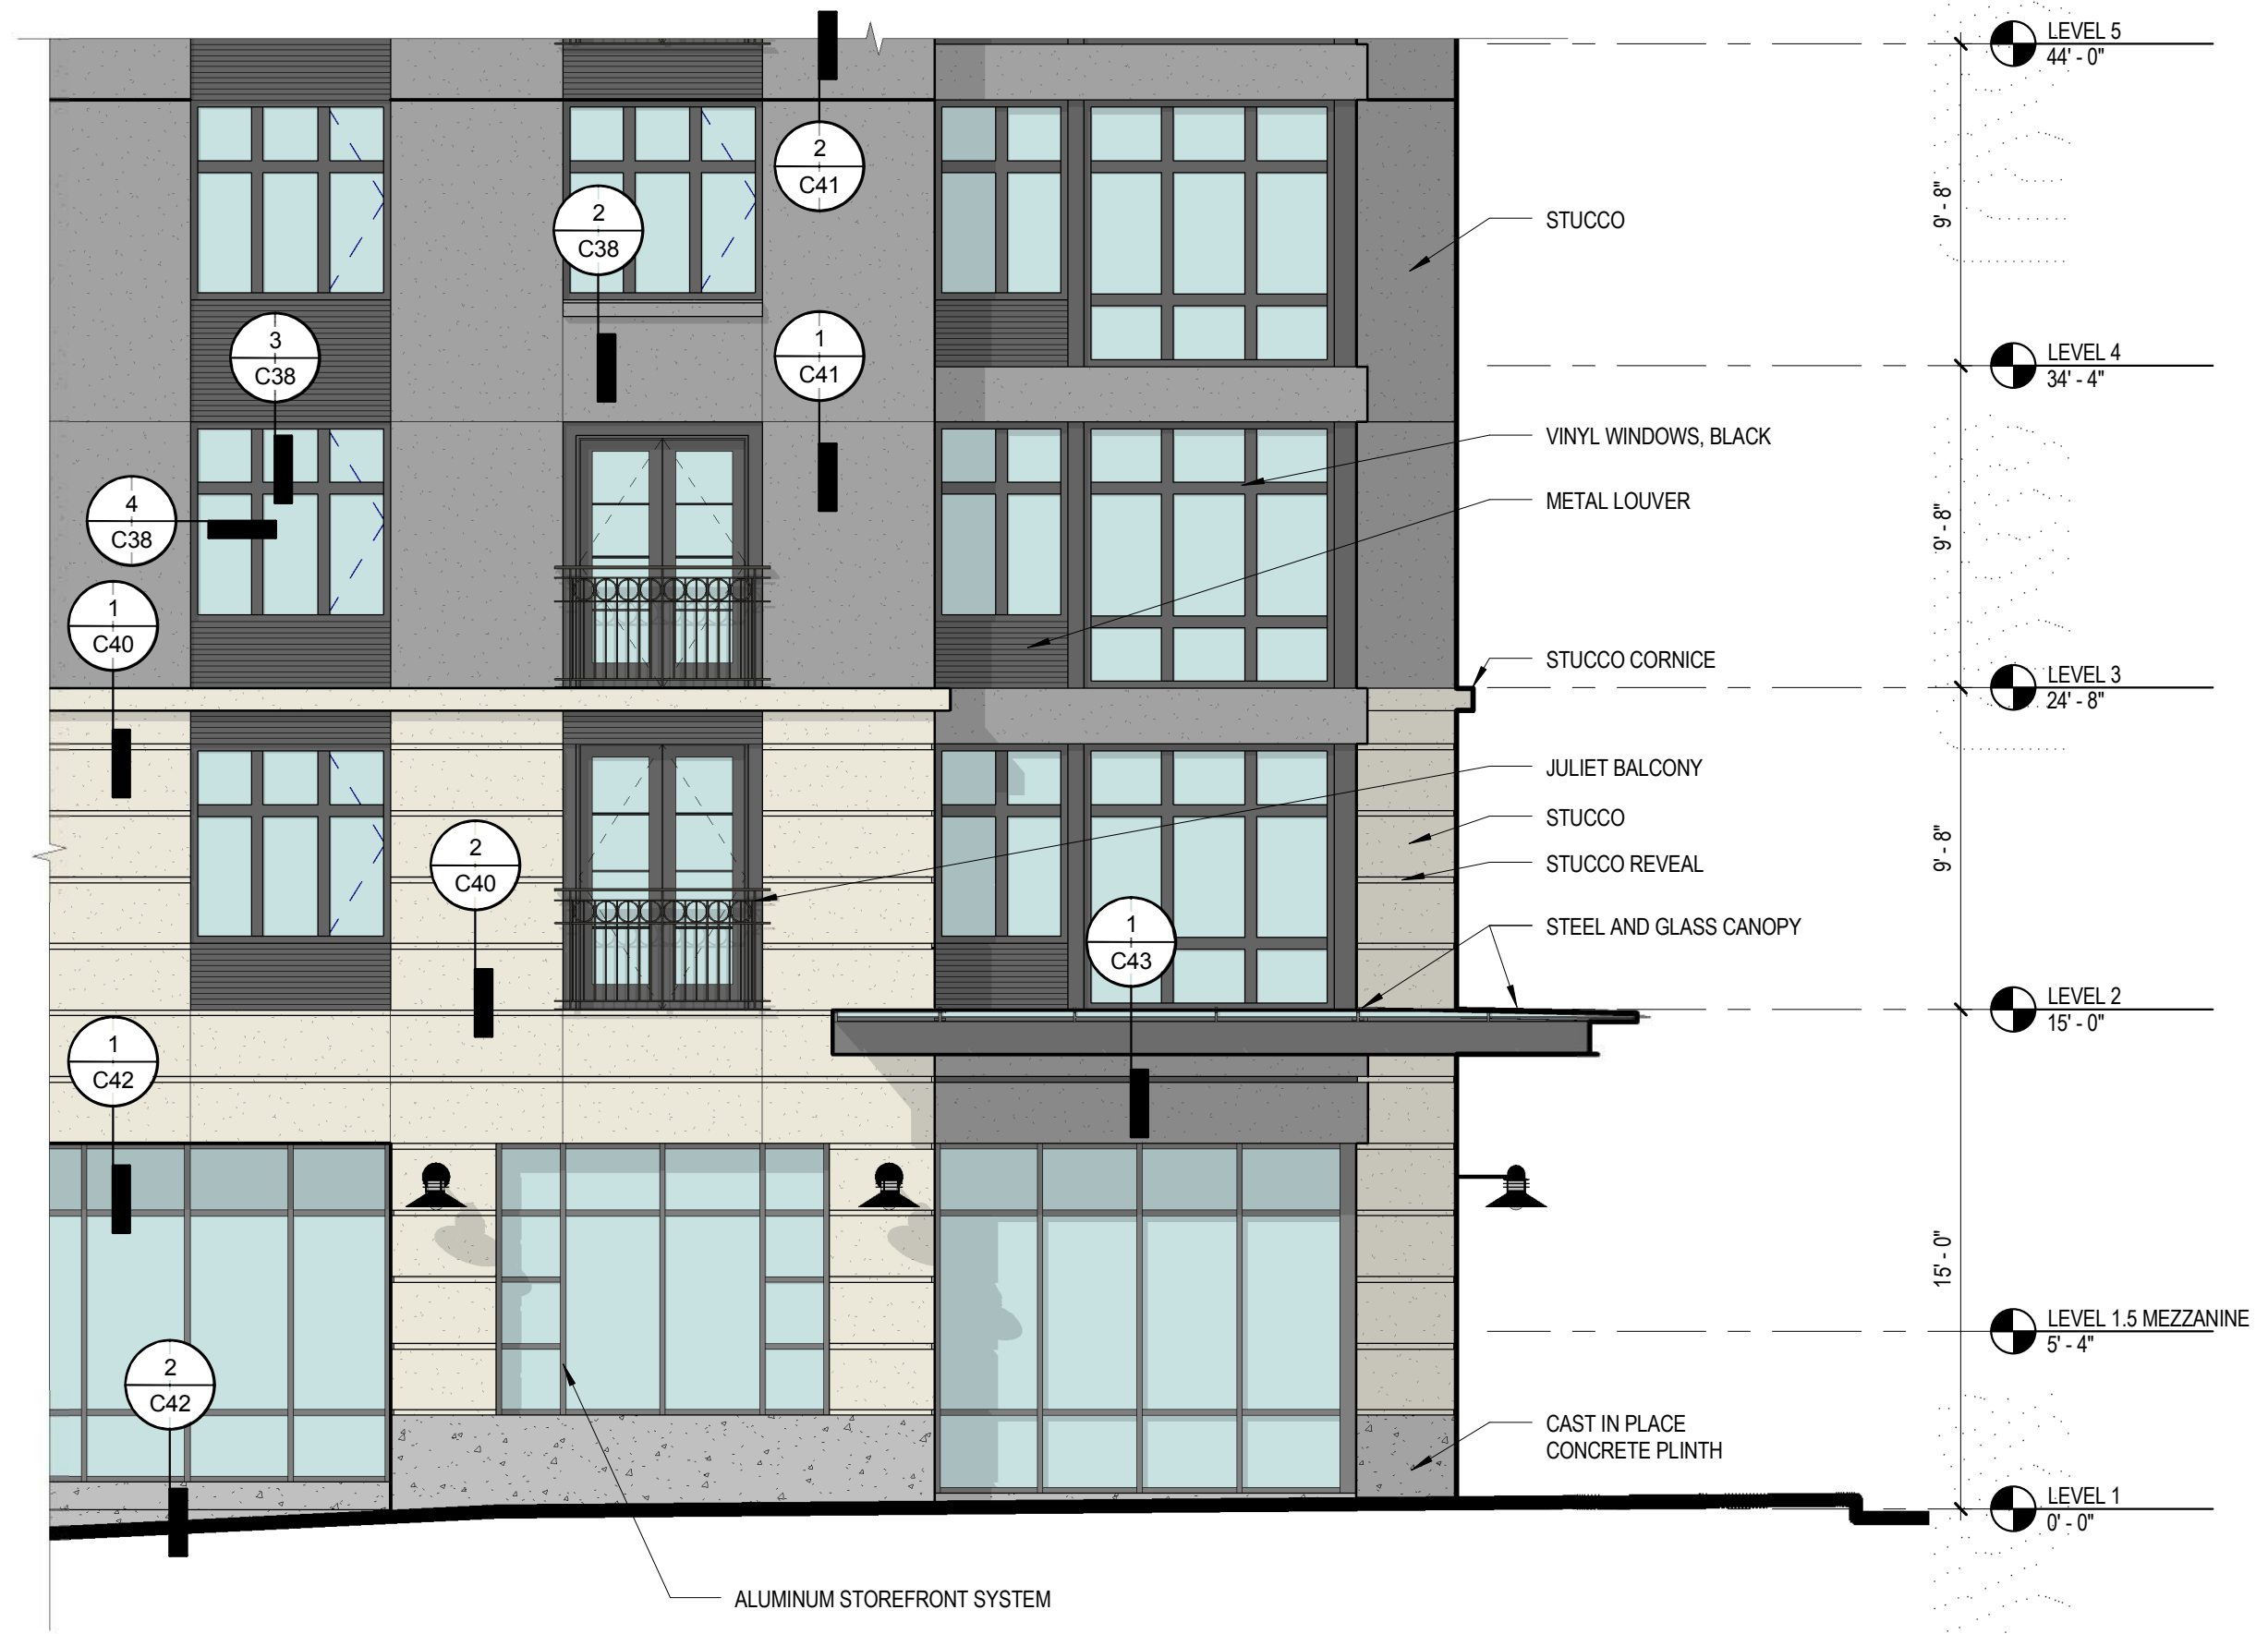 LEVEL 5
44' - 0"
2
C41
9' - 8"
STUCCO
2
C38
3
C38
1
C41
LEVEL 4
34' - 4"
VINYL WINDOWS, BLACK
METAL LOUVER
4
C38
9' - 8"
1
C40
STUCCO CORNICE
LEVEL 3
24' - 8"
JULIET BALCONY
STUCCO
2
C40
9' - 8"
STUCCO REVEAL
1
C43
STEEL AND GLASS CANOPY
LEVEL 2
15' - 0"
1
C42
15' - 0"
LEVEL 1.5 MEZZANINE
5' - 4"
2
C42
CAST IN PLACE
CONCRETE PLINTH
LEVEL 1
0' - 0"
ALUMINUM STOREFRONT SYSTEM